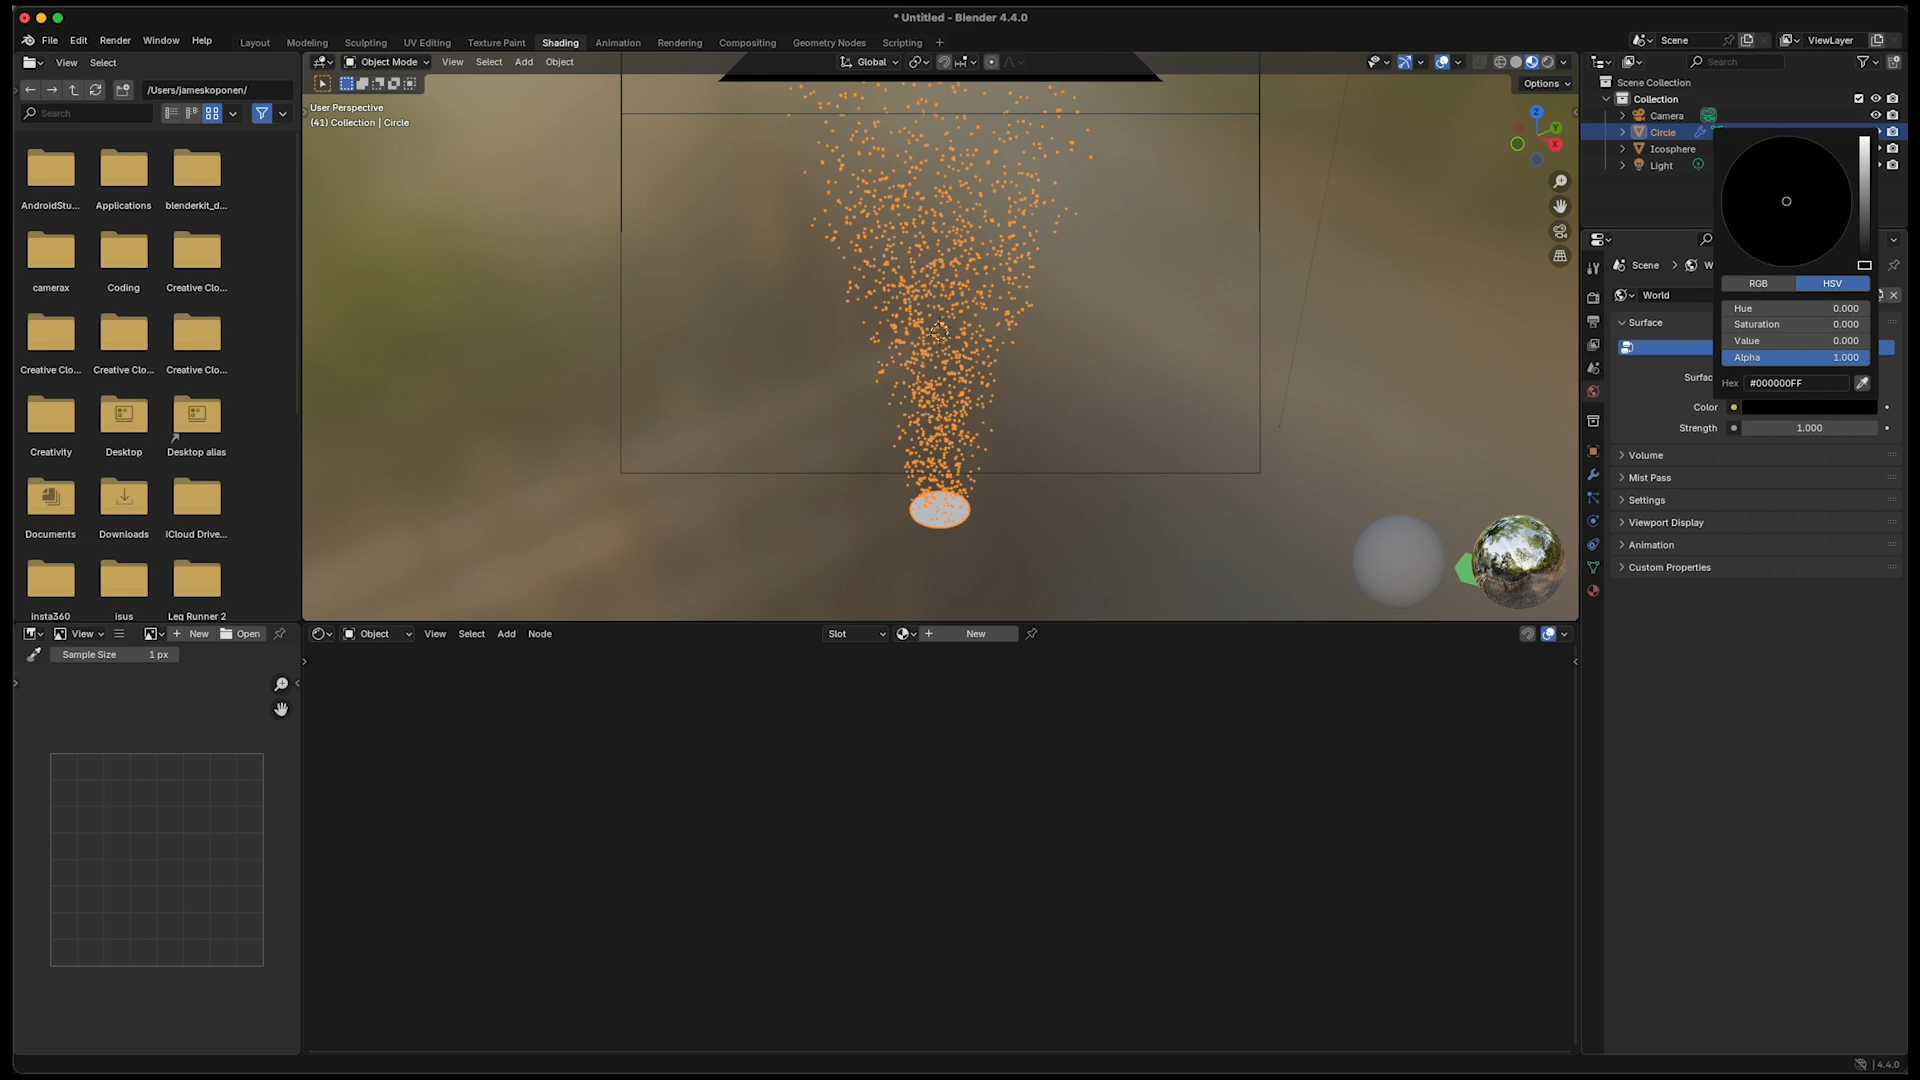 * Untitled - Blender 4.4.0
File Edit Render Window Help
Layout Modeling Sculpting UV Editing Texture Paint Shading Animation Rendering Compositing Geometry Nodes Scripting +
Scene
ViewLayer
View Select
/Users/jameskoponen/
Search
AndroidStu... Applications blenderkit_d...
camerax Coding Creative Clo...
Creative Clo... Creative Clo... Creative Clo...
Creativity Desktop Desktop alias
Documents Downloads iCloud Drive...
insta360 isus Leg Runner 2
Object Mode View Select Add Object
Global
Options
User Perspective
(41) Collection | Circle
Z
Y
X
Search
Scene Collection
Collection
Camera
Circle
Icosphere
Light
Scene > W
World
Surface
Surfac
RGB HSV
Hue 0.000
Saturation 0.000
Value 0.000
Alpha 1.000
Hex #000000FF
Color
Strength 1.000
Volume
Mist Pass
Settings
Viewport Display
Animation
Custom Properties
View New Open
Sample Size 1 px
Object View Select Add Node
Slot
New
4.4.0